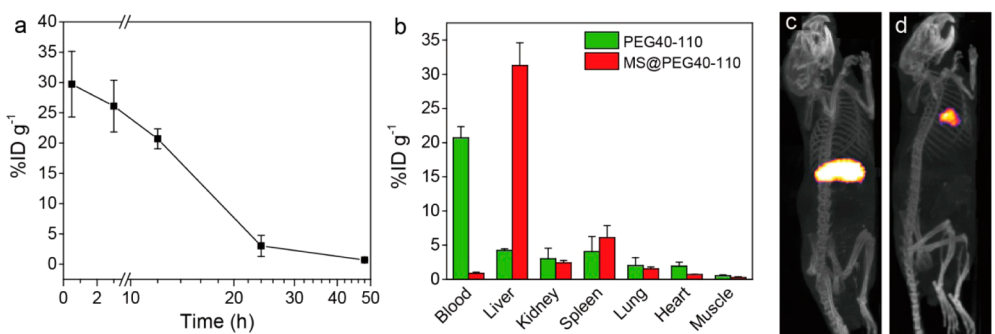 a
%ID g⁻¹
40
35
30
25
20
15
10
5
0
0 2 10 20 30 40 50
Time (h)
b
%ID g⁻¹
35
30
25
20
15
10
5
0
PEG40-110
MS@PEG40-110
Blood Liver Kidney Spleen Lung Heart Muscle
c
d